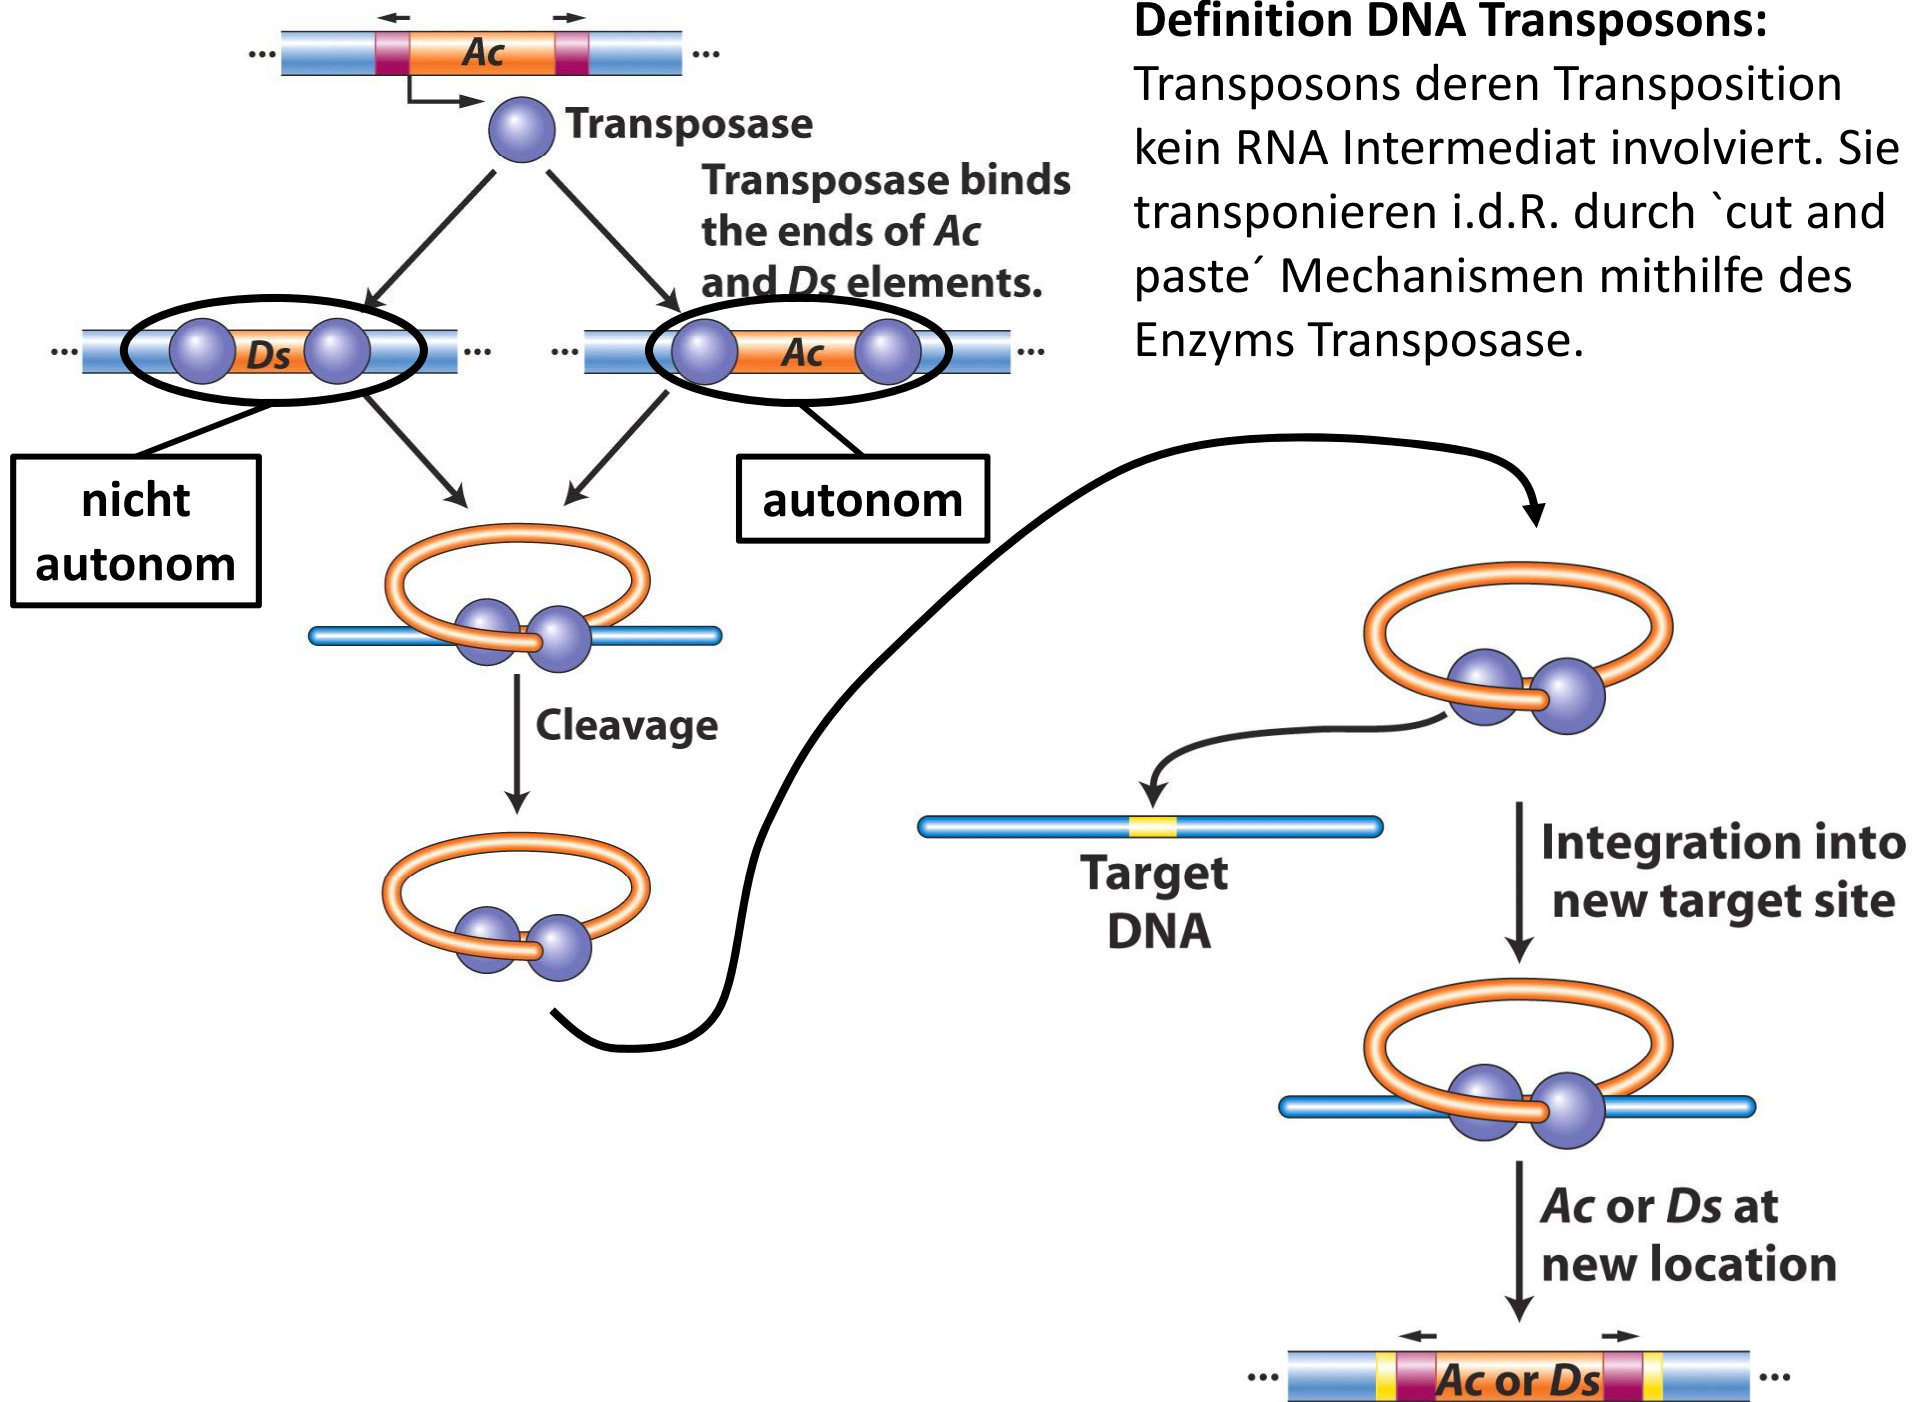 Definition DNA Transposons:
Transposons deren Transposition
kein RNA Intermediat involviert. Sie
transponieren i.d.R. durch `cut and
paste´ Mechanismen mithilfe des
Enzyms Transposase.
... Ac ...
Transposase
Transposase binds
the ends of Ac
and Ds elements.
... Ds ...
... Ac ...
nicht
autonom
autonom
Cleavage
Target
DNA
Integration into
new target site
Ac or Ds at
new location
... Ac or Ds ...